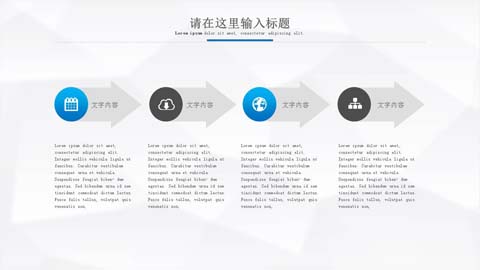 请在这里输入标题
Lorem ipsum dolor sit amet, consectetur adipiscing elit.
文字内容
文字内容
文字内容
文字内容
Lorem ipsum dolor sit amet,
consectetur adipiscing elit.
Integer sollis vehicula ligula at
faucibus. Curabitur vestibulum
consequat urna et vehicula.
Suspendisse feugiat bibendum
egestas. Sed bibendum urna id sem
tincidunt commodout dictum lectus.
Fusce felis tellus, volutpat quis
venenatis non,
Lorem ipsum dolor sit amet,
consectetur adipiscing elit.
Integer sollis vehicula ligula at
faucibus. Curabitur vestibulum
consequat urna et vehicula.
Suspendisse feugiat bibendum
egestas. Sed bibendum urna id sem
tincidunt commodout dictum lectus.
Fusce felis tellus, volutpat quis
venenatis non,
Lorem ipsum dolor sit amet,
consectetur adipiscing elit.
Integer sollis vehicula ligula at
faucibus. Curabitur vestibulum
consequat urna et vehicula.
Suspendisse feugiat bibendum
egestas. Sed bibendum urna id sem
tincidunt commodout dictum lectus.
Fusce felis tellus, volutpat quis
venenatis non,
Lorem ipsum dolor sit amet,
consectetur adipiscing elit.
Integer sollis vehicula ligula at
faucibus. Curabitur vestibulum
consequat urna et vehicula.
Suspendisse feugiat bibendum
egestas. Sed bibendum urna id sem
tincidunt commodout dictum lectus.
Fusce felis tellus, volutpat quis
venenatis non,